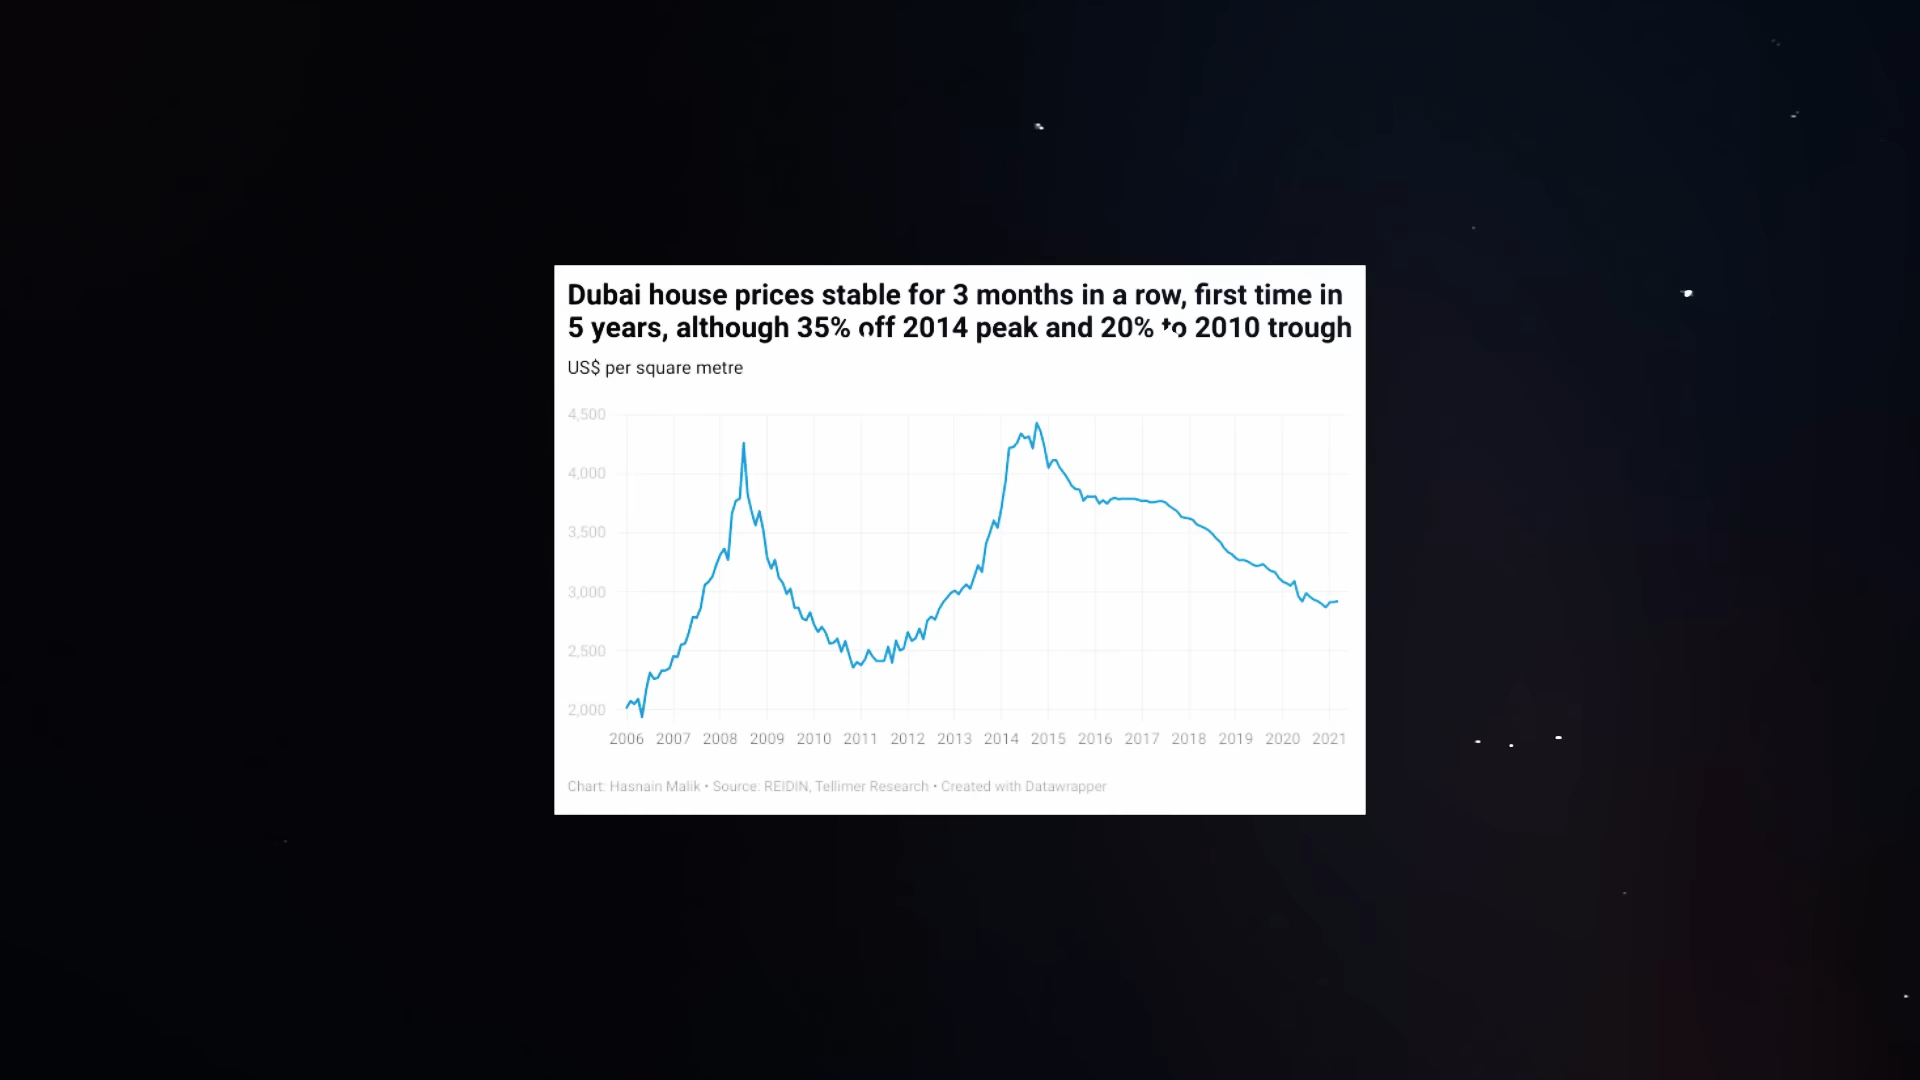 Dubai house prices stable for 3 months in a row, first time in
5 years, although 35% off 2014 peak and 20% to 2010 trough
US$ per square metre
4,500
4,000
3,500
3,000
2,500
2,000
2006 2007 2008 2009 2010 2011 2012 2013 2014 2015 2016 2017 2018 2019 2020 2021
Chart: Hasnain Malik • Source: REIDIN, Tellimer Research • Created with Datawrapper